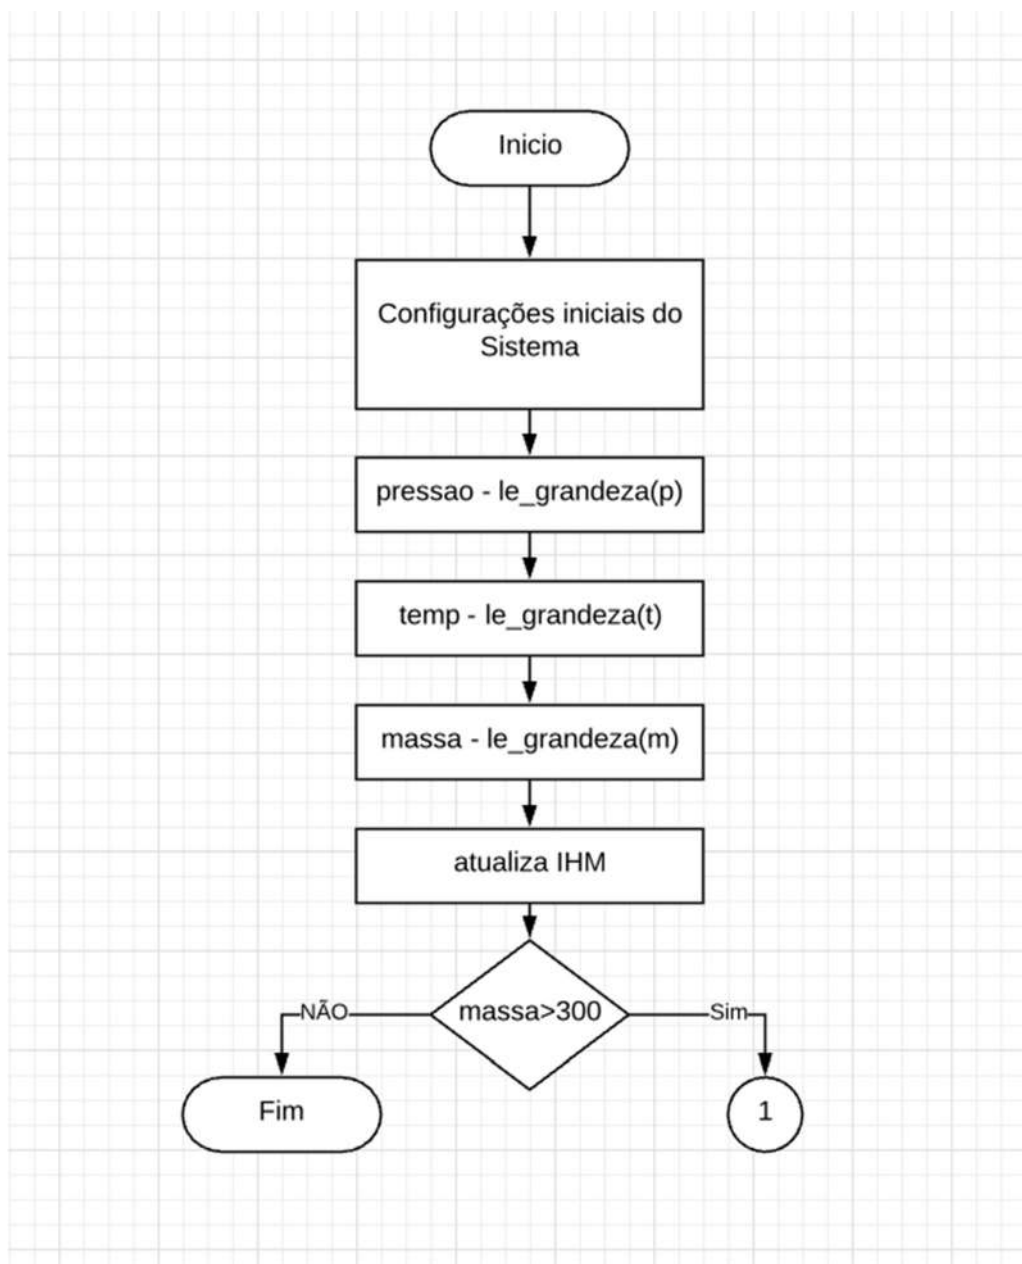 Inicio
Configurações iniciais do
Sistema
pressao - le_grandeza(p)
temp - le_grandeza(t)
massa - le_grandeza(m)
atualiza IHM
massa>300
NÃO
Sim
Fim
1